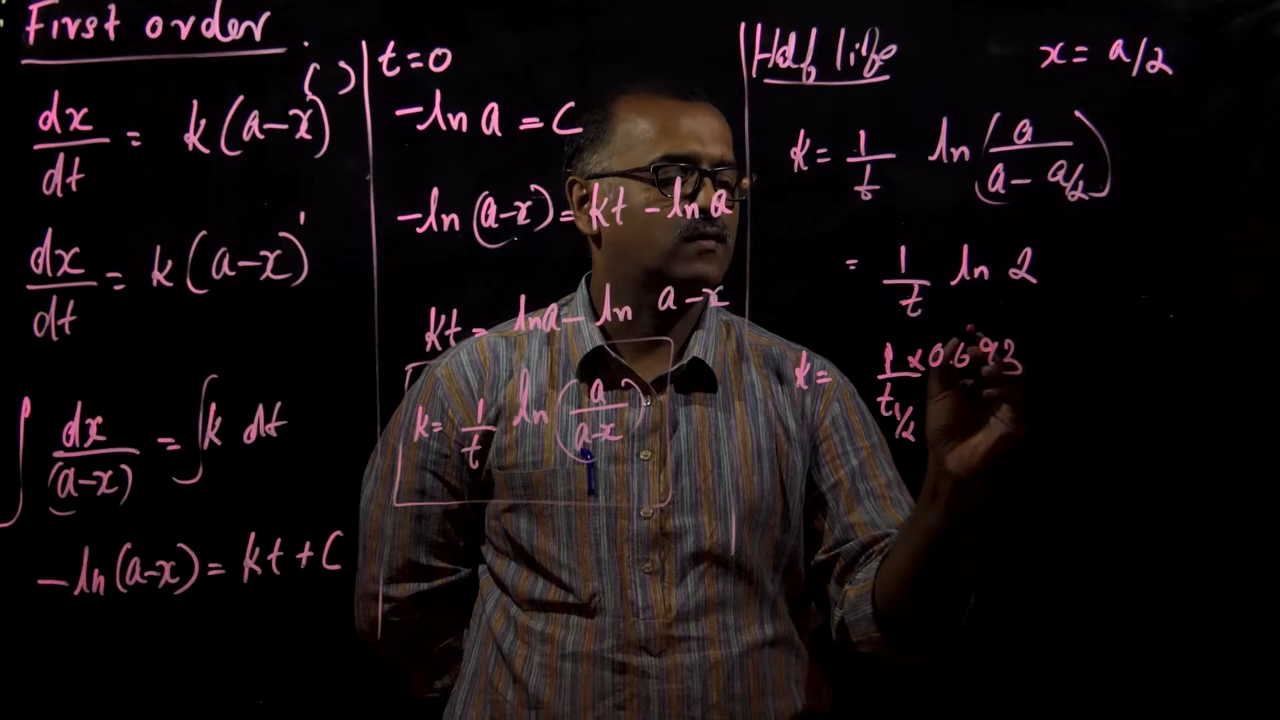 First order
dx/dt = k(a-x)^( )
dx/dt = k(a-x)^1
∫ dx/(a-x) = ∫k dt
-ln(a-x) = kt + C
t=0
-ln a = C
-ln(a-x) = kt - ln a
kt = ln a - ln a-x
k = 1/t ln(a/(a-x))
Half life
x = a/2
k = 1/t ln(a/(a - a/2))
= 1/t ln 2
k = 1/t_1/2 x 0.693